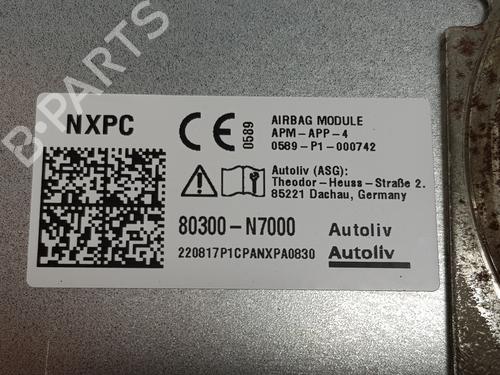 B-PARTS
NXPC
CE 0589
AIRBAG MODULE
APM-APP-4
0589-P1-000742
Autoliv (ASG):
Theodor-Heuss-Straße 2.
85221 Dachau, Germany
80300-N7000
Autoliv
220817P1CPANXPA0830
Autoliv